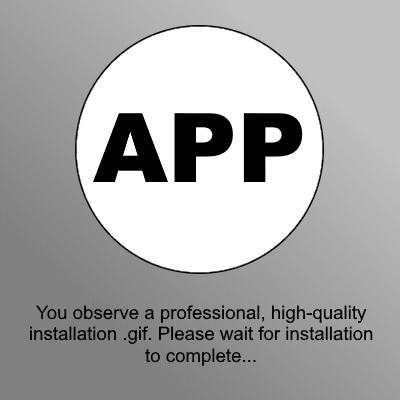 APP
You observe a professional, high-quality
installation .gif. Please wait for installation
to complete...